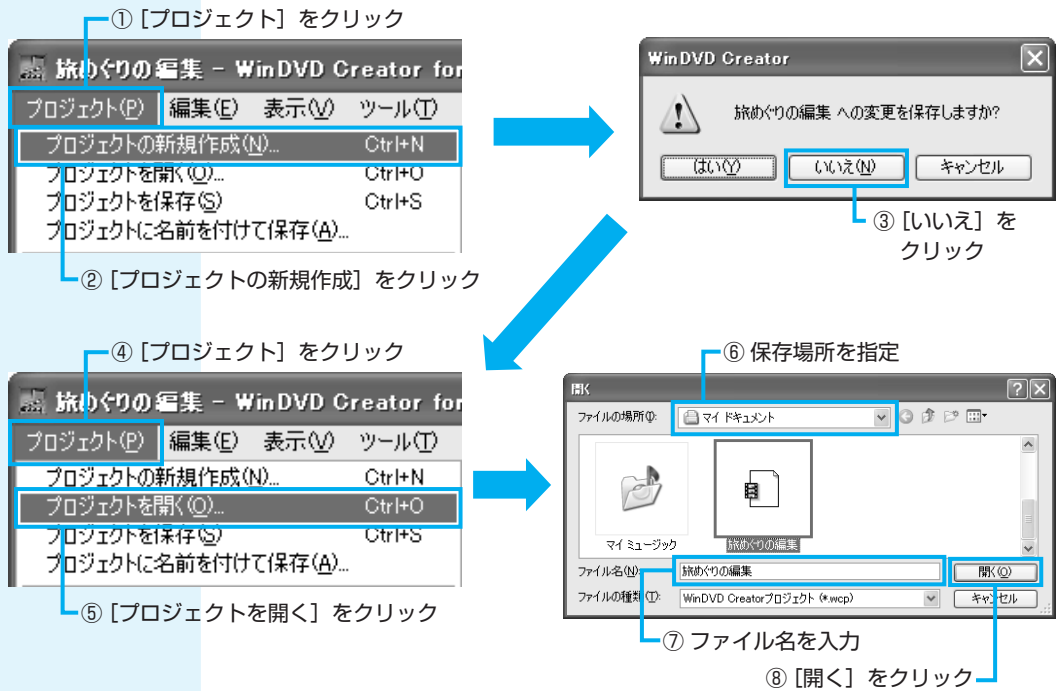 ① [プロジェクト] をクリック
旅めぐりの編集 - WinDVD Creator for
プロジェクト(P) 編集(E) 表示(V) ツール(T)
プロジェクトの新規作成(N)... Ctrl+N
プロジェクトを開く(O)... Ctrl+O
プロジェクトを保存(S) Ctrl+S
プロジェクトに名前を付けて保存(A)...
② [プロジェクトの新規作成] をクリック
WinDVD Creator
旅めぐりの編集 への変更を保存しますか?
はい(Y) いいえ(N) キャンセル
③ [いいえ] を
クリック
④ [プロジェクト] をクリック
旅めぐりの編集 - WinDVD Creator for
プロジェクト(P) 編集(E) 表示(V) ツール(T)
プロジェクトの新規作成(N)... Ctrl+N
プロジェクトを開く(O)... Ctrl+O
プロジェクトを保存(S) Ctrl+S
プロジェクトに名前を付けて保存(A)...
⑤ [プロジェクトを開く] をクリック
⑥ 保存場所を指定
開く
ファイルの場所(I): マイ ドキュメント
マイ ミュージック 旅めぐりの編集
ファイル名(N): 旅めぐりの編集 開く(O)
ファイルの種類(T): WinDVD Creatorプロジェクト (*.wcp) キャンセル
⑦ ファイル名を入力
⑧ [開く] をクリック